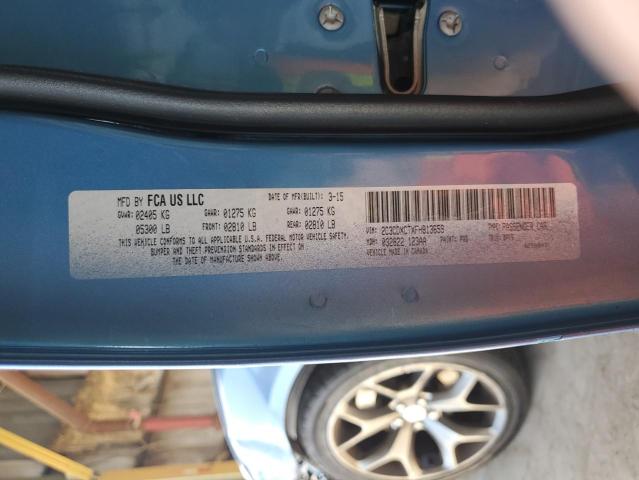 MFD BY FCA US LLC DATE OF MFR(BUILT): 3-15
GVWR: 02405 KG GAWR: 01275 KG GAWR: 01275 KG
05300 LB FRONT: 02810 LB REAR: 02810 LB
THIS VEHICLE CONFORMS TO ALL APPLICABLE U.S.A. FEDERAL MOTOR VEHICLE SAFETY,
BUMPER AND THEFT PREVENTION STANDARDS IN EFFECT ON
THE DATE OF MANUFACTURE SHOWN ABOVE.
VIN: 2C3CDXCTXFH813659 TYPE: PASSENGER CAR
MDH: 032822 123AA PAINT:
VEHICLE MADE IN CANADA